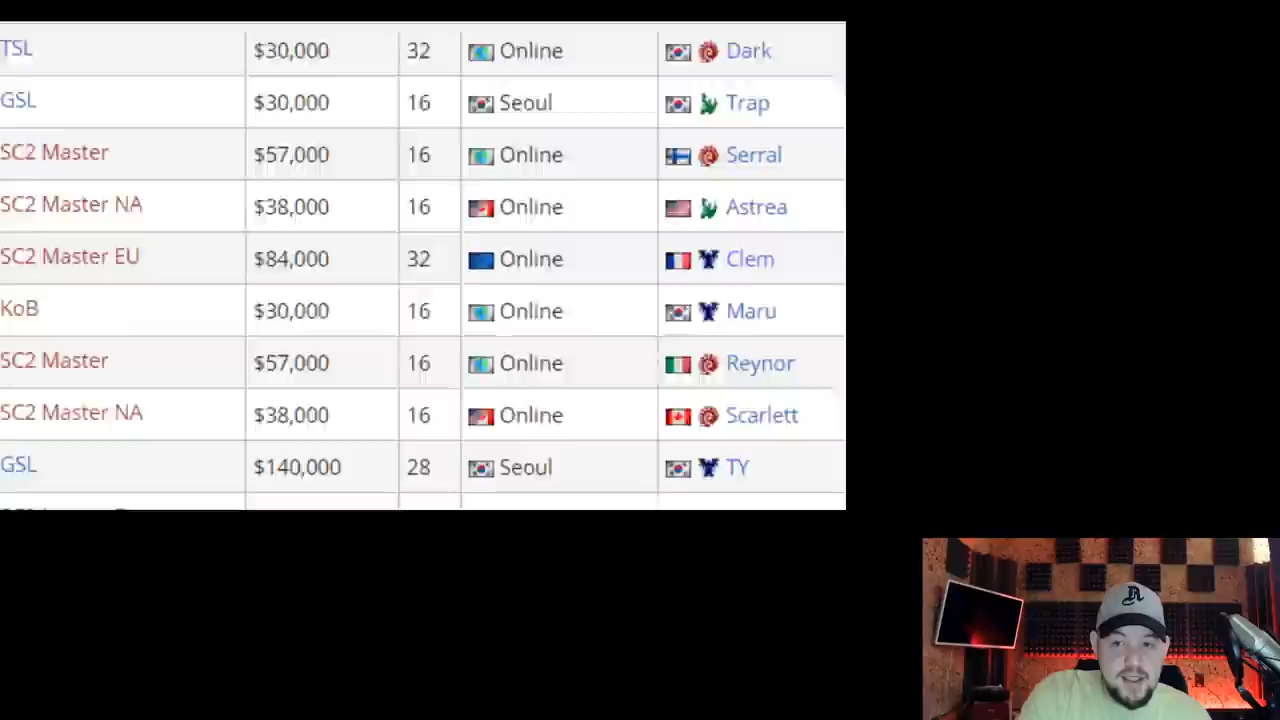 TSL $30,000 32 Online Dark
GSL $30,000 16 Seoul Trap
SC2 Master $57,000 16 Online Serral
SC2 Master NA $38,000 16 Online Astrea
SC2 Master EU $84,000 32 Online Clem
KoB $30,000 16 Online Maru
SC2 Master $57,000 16 Online Reynor
SC2 Master NA $38,000 16 Online Scarlett
GSL $140,000 28 Seoul TY